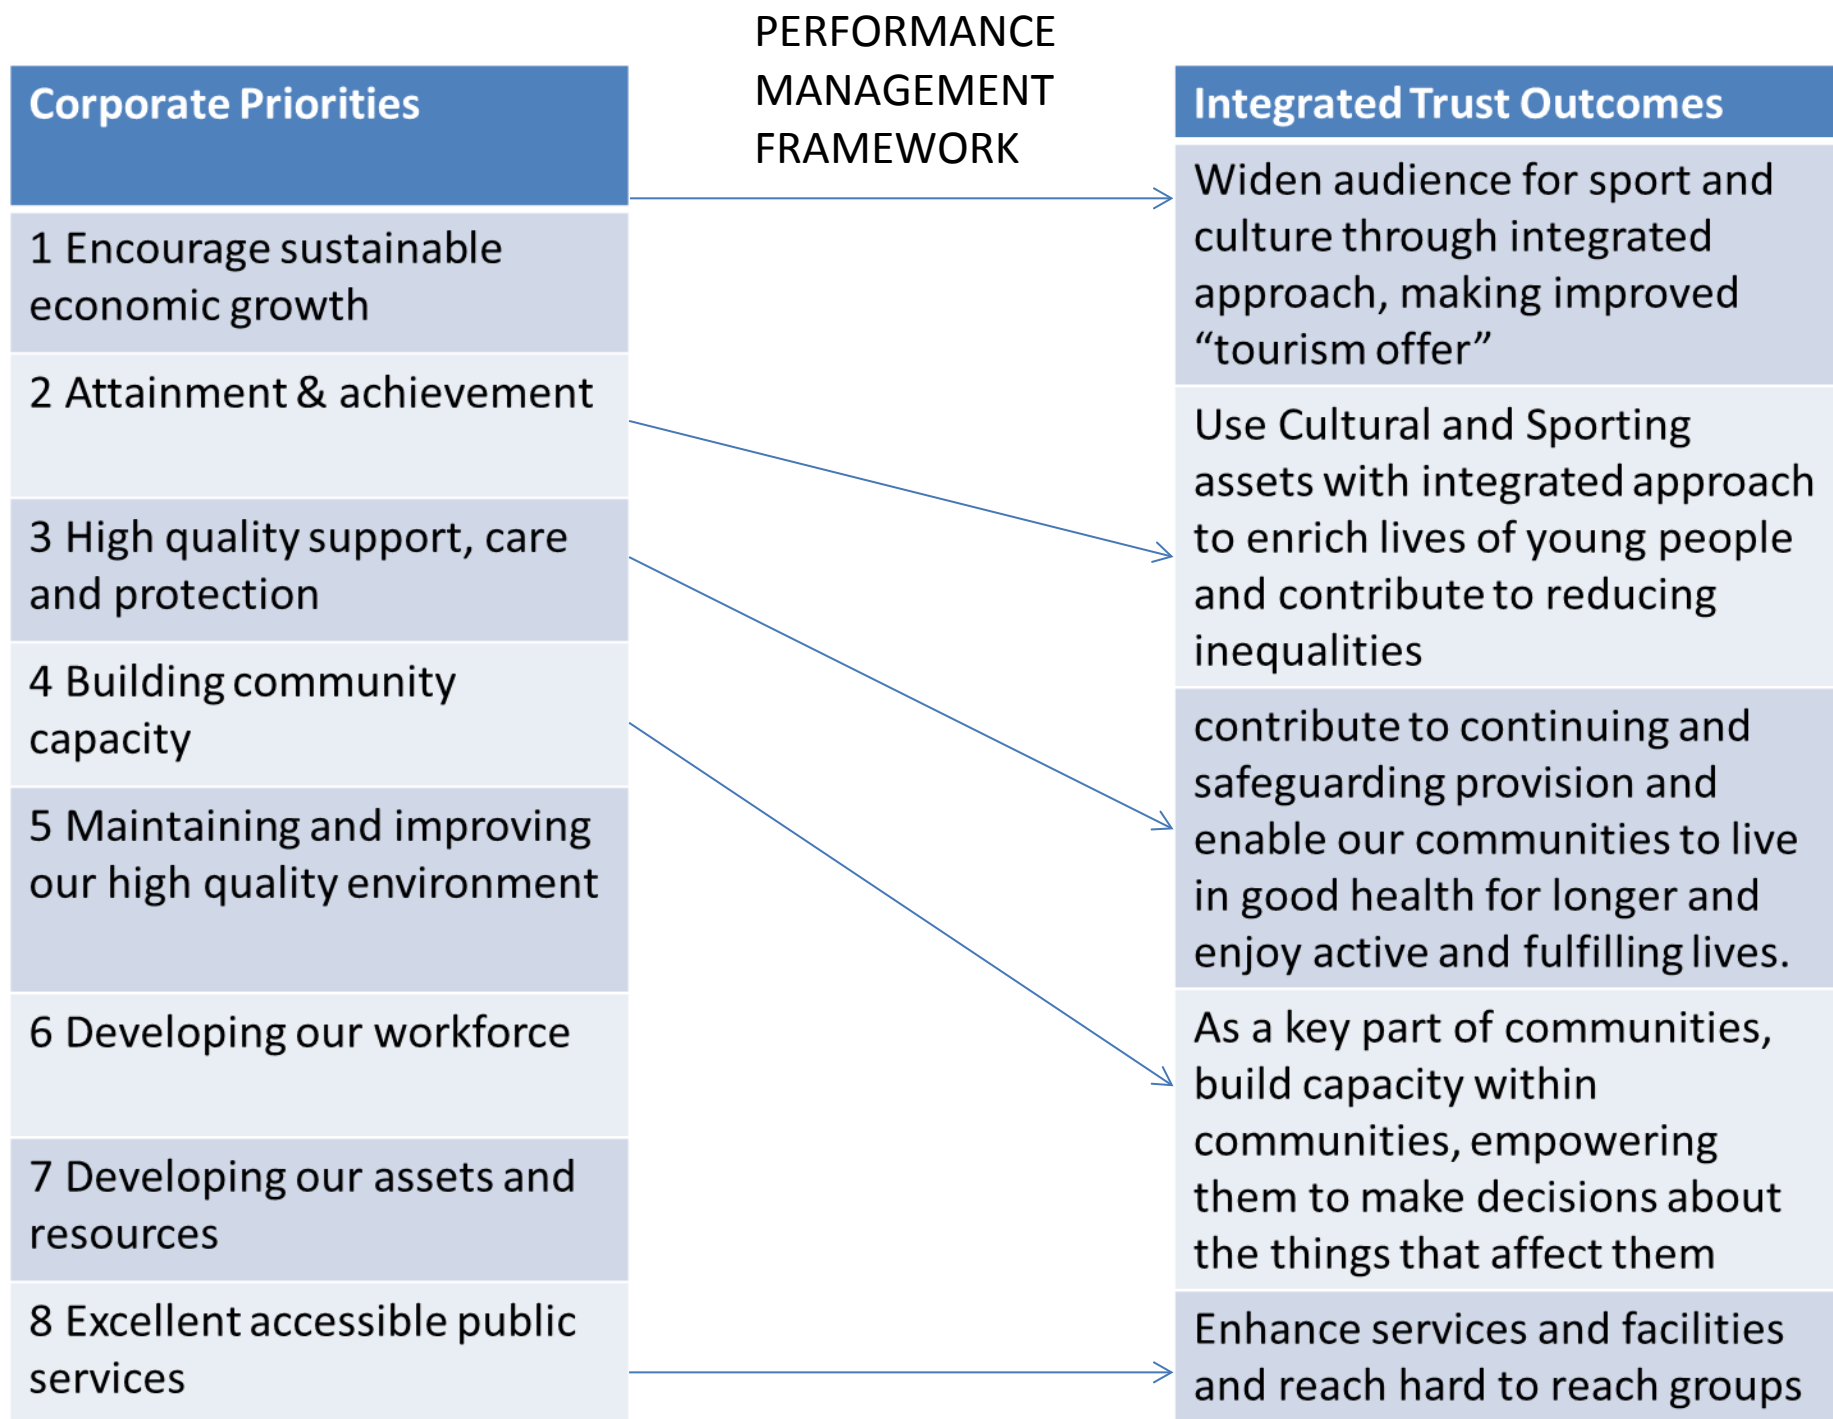 PERFORMANCE
MANAGEMENT
FRAMEWORK
Corporate Priorities
1 Encourage sustainable
economic growth
2 Attainment & achievement
3 High quality support, care
and protection
4 Building community
capacity
5 Maintaining and improving
our high quality environment
6 Developing our workforce
7 Developing our assets and
resources
8 Excellent accessible public
services
Integrated Trust Outcomes
Widen audience for sport and
culture through integrated
approach, making improved
“tourism offer”
Use Cultural and Sporting
assets with integrated approach
to enrich lives of young people
and contribute to reducing
inequalities
contribute to continuing and
safeguarding provision and
enable our communities to live
in good health for longer and
enjoy active and fulfilling lives.
As a key part of communities,
build capacity within
communities, empowering
them to make decisions about
the things that affect them
Enhance services and facilities
and reach hard to reach groups